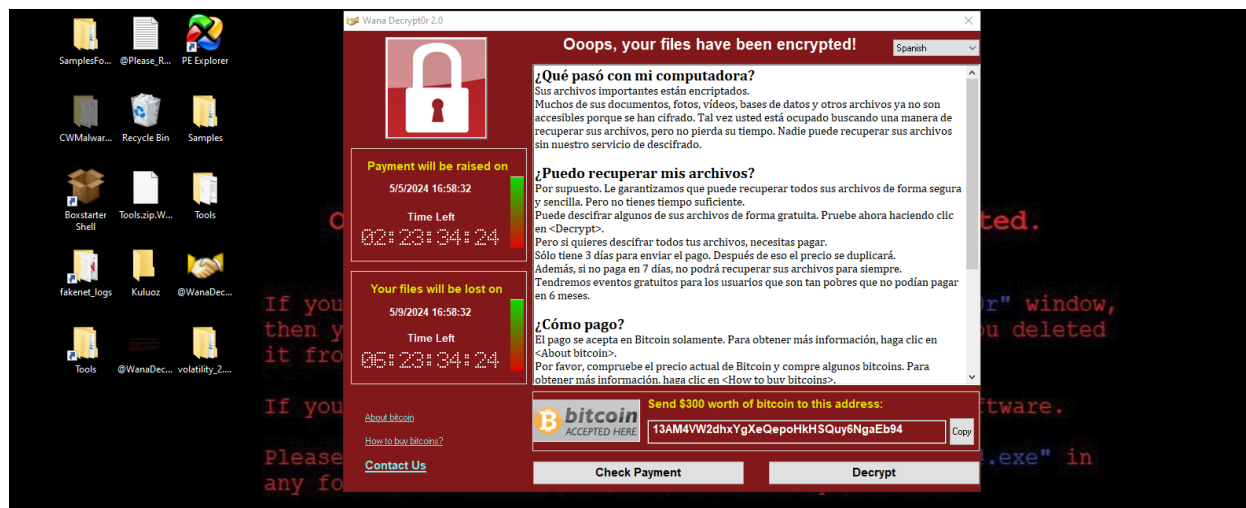 SamplesFo...
@Please_R...
PE Explorer
CWMalwar...
Recycle Bin
Samples
Boxstarter
Shell
Tools.zip.W...
Tools
fakenet_logs
Kuluoz
@WanaDec...
Tools
@WanaDec...
volatility_2....
Wana Decrypt0r 2.0
Ooops, your files have been encrypted!
Spanish
Payment will be raised on
5/5/2024 16:58:32
Time Left
02:23:34:24
Your files will be lost on
5/9/2024 16:58:32
Time Left
06:23:34:24
About bitcoin
How to buy bitcoins?
Contact Us
¿Qué pasó con mi computadora?
Sus archivos importantes están encriptados.
Muchos de sus documentos, fotos, vídeos, bases de datos y otros archivos ya no son
accesibles porque se han cifrado. Tal vez usted está ocupado buscando una manera de
recuperar sus archivos, pero no pierda su tiempo. Nadie puede recuperar sus archivos
sin nuestro servicio de descifrado.
¿Puedo recuperar mis archivos?
Por supuesto. Le garantizamos que puede recuperar todos sus archivos de forma segura
y sencilla. Pero no tienes tiempo suficiente.
Puede descifrar algunos de sus archivos de forma gratuita. Pruebe ahora haciendo clic
en <Decrypt>.
Pero si quieres descifrar todos tus archivos, necesitas pagar.
Sólo tiene 3 días para enviar el pago. Después de eso el precio se duplicará.
Además, si no paga en 7 días, no podrá recuperar sus archivos para siempre.
Tendremos eventos gratuitos para los usuarios que son tan pobres que no podían pagar
en 6 meses.
¿Cómo pago?
El pago se acepta en Bitcoin solamente. Para obtener más información, haga clic en
<About bitcoin>.
Por favor, compruebe el precio actual de Bitcoin y compre algunos bitcoins. Para
obtener más información, haga clic en <How to buy bitcoins>.
bitcoin
ACCEPTED HERE
Send $300 worth of bitcoin to this address:
13AM4VW2dhxYgXeQepoHkHSQuy6NgaEb94
Copy
Check Payment
Decrypt
O
ted.
If you
r" window,
then y
ou deleted
it fro
If you
tware.
Please
.exe" in
any fo